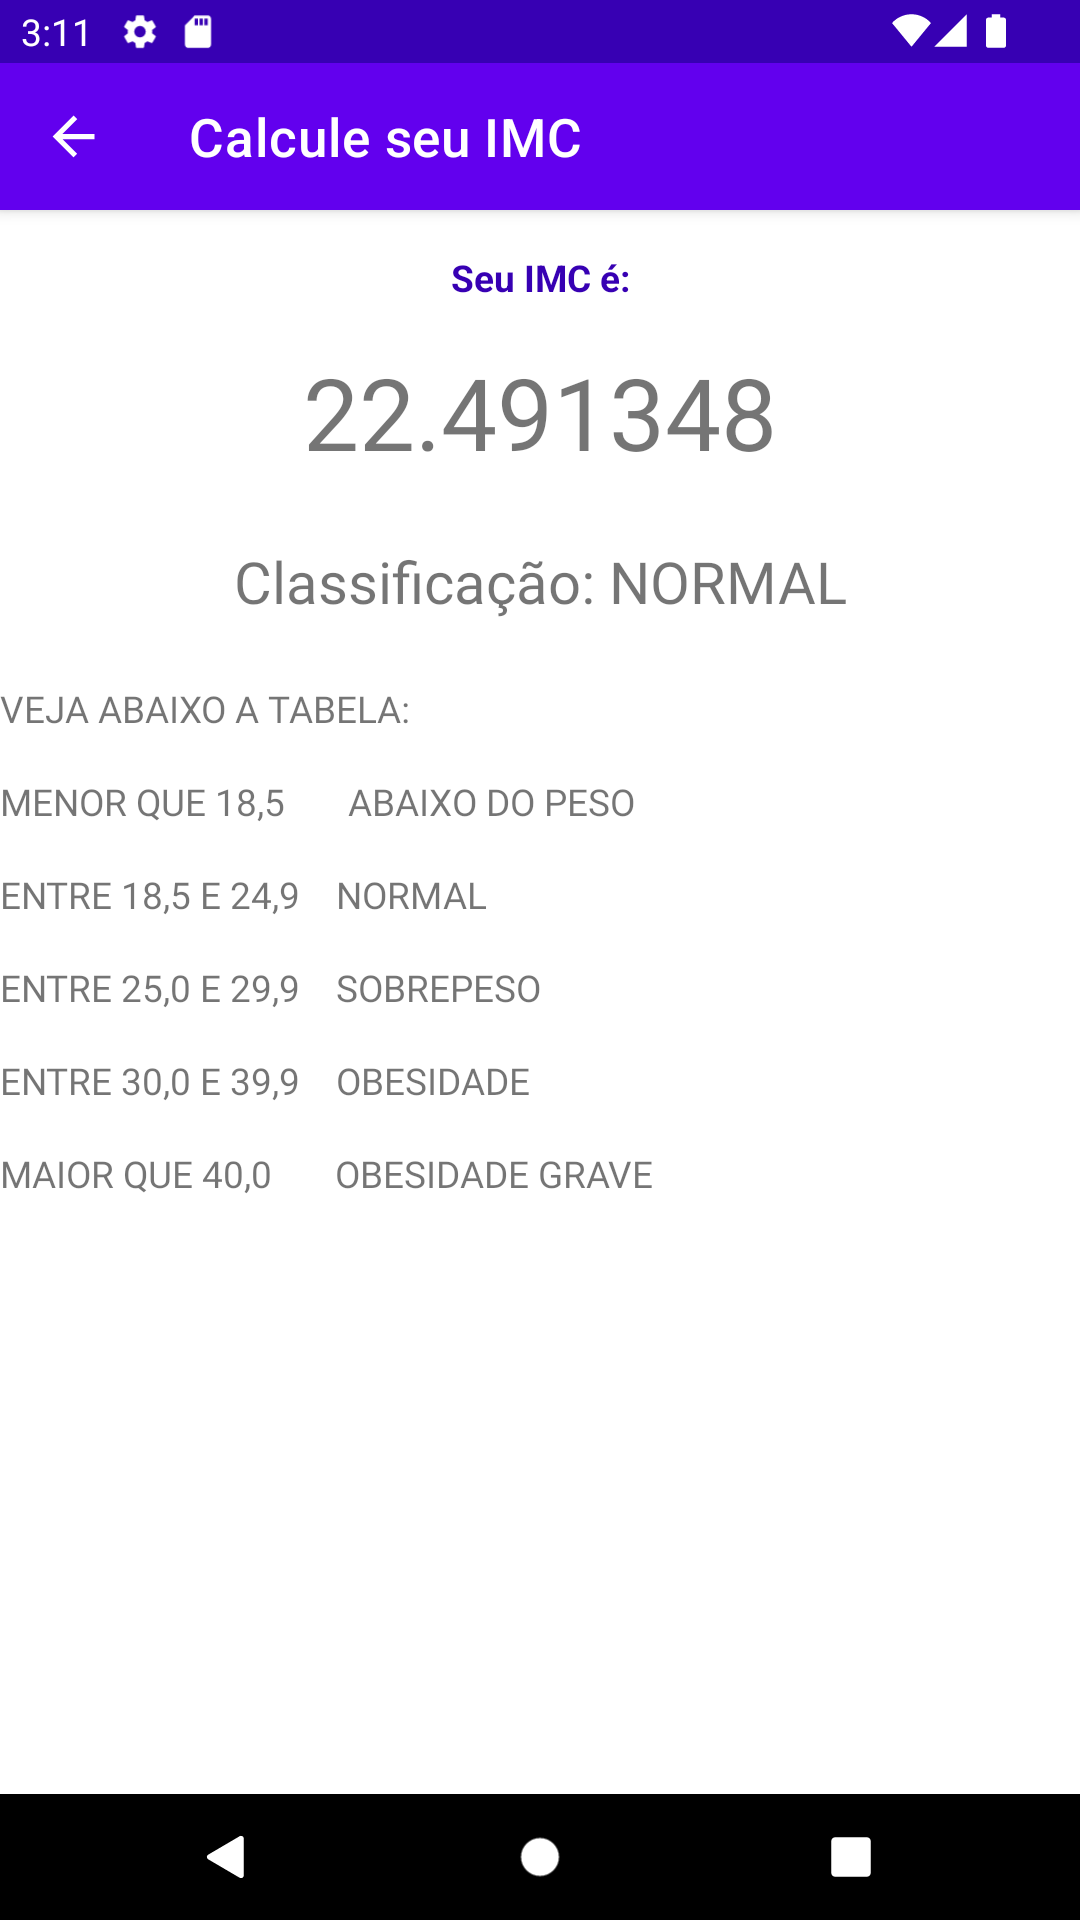 3:11
Calcule seu IMC
Seu IMC é:
22.491348
Classificação: NORMAL
VEJA ABAIXO A TABELA:
MENOR QUE 18,5 ABAIXO DO PESO
ENTRE 18,5 E 24,9 NORMAL
ENTRE 25,0 E 29,9 SOBREPESO
ENTRE 30,0 E 39,9 OBESIDADE
MAIOR QUE 40,0 OBESIDADE GRAVE